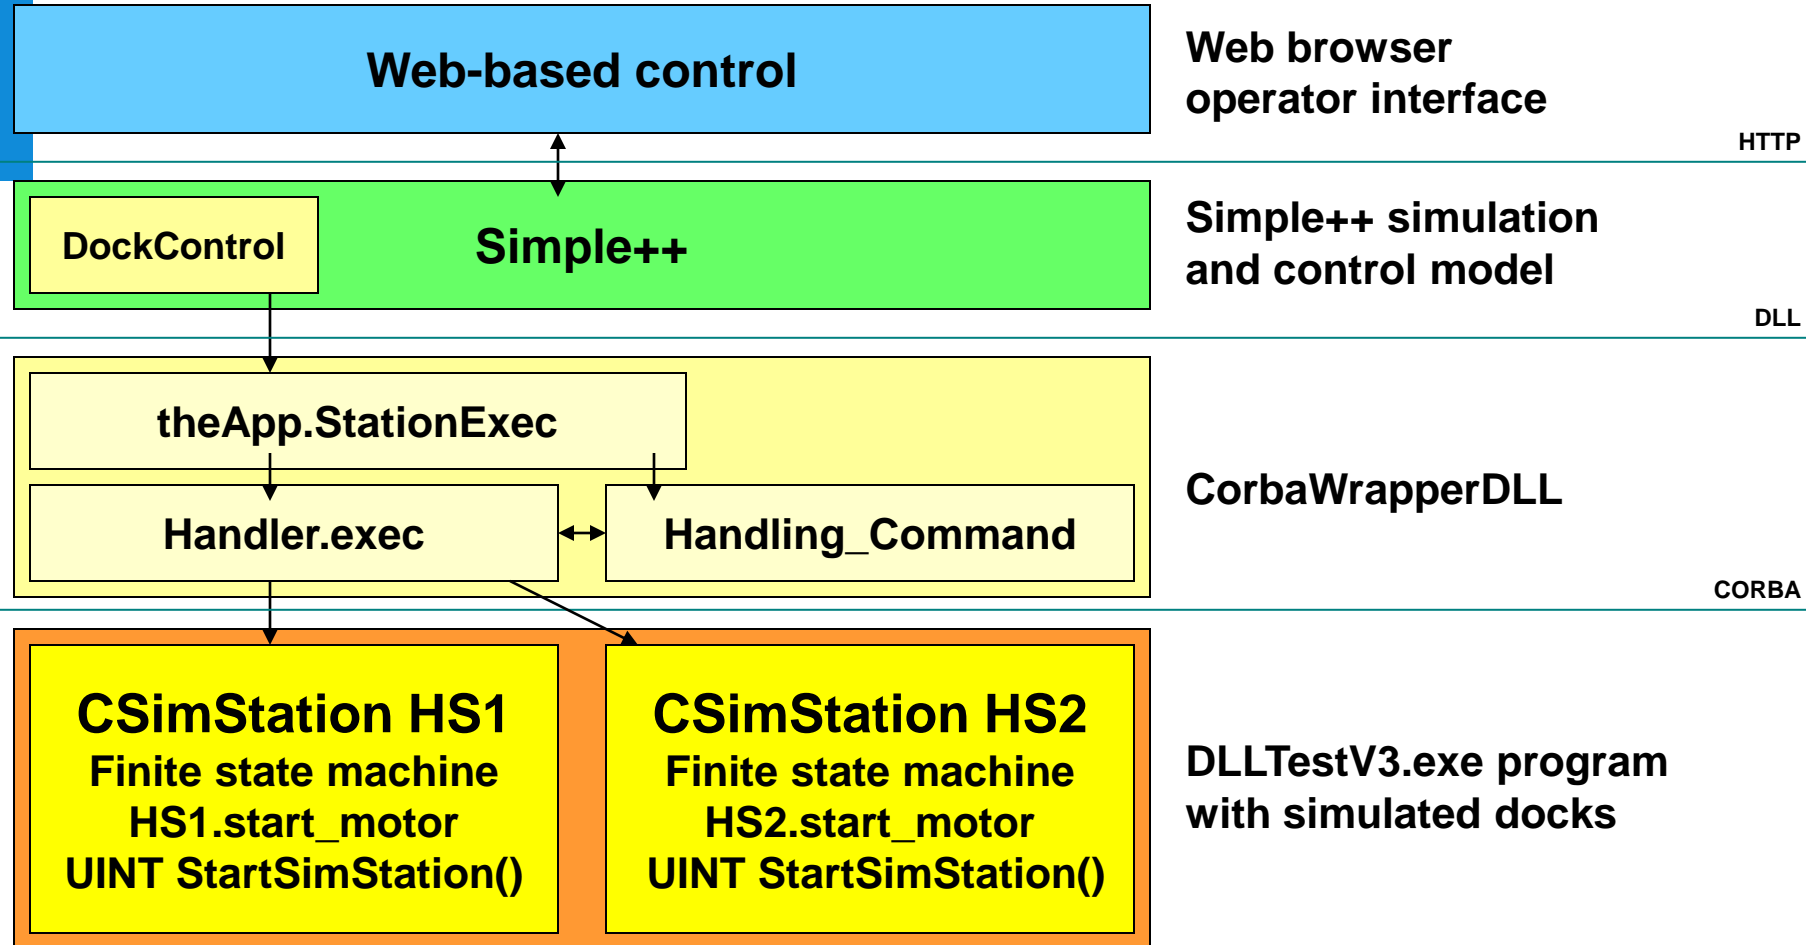 Web-based control
Web browser
operator interface
HTTP
DockControl
Simple++
Simple++ simulation
and control model
DLL
theApp.StationExec
Handler.exec
Handling_Command
CorbaWrapperDLL
CORBA
CSimStation HS1
Finite state machine
HS1.start_motor
UINT StartSimStation()
CSimStation HS2
Finite state machine
HS2.start_motor
UINT StartSimStation()
DLLTestV3.exe program
with simulated docks